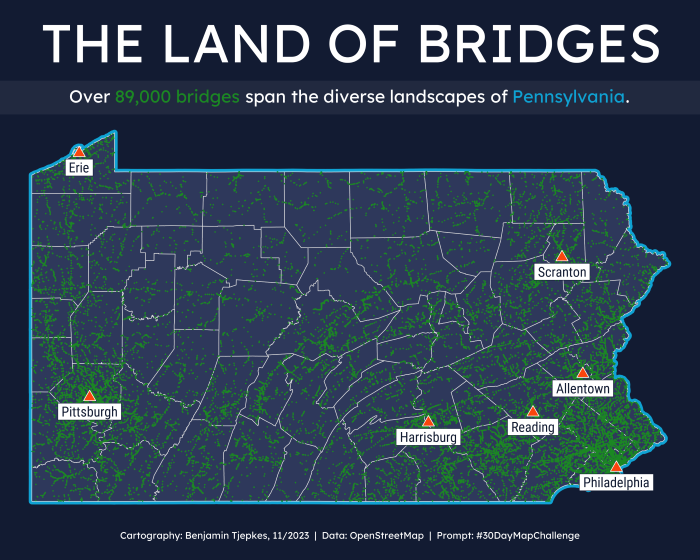 THE LAND OF BRIDGES
Over 89,000 bridges span the diverse landscapes of Pennsylvania.
Erie
Scranton
Allentown
Pittsburgh
Reading
Harrisburg
Philadelphia
Cartography: Benjamin Tjepkes, 11/2023 | Data: OpenStreetMap | Prompt: #30DayMapChallenge